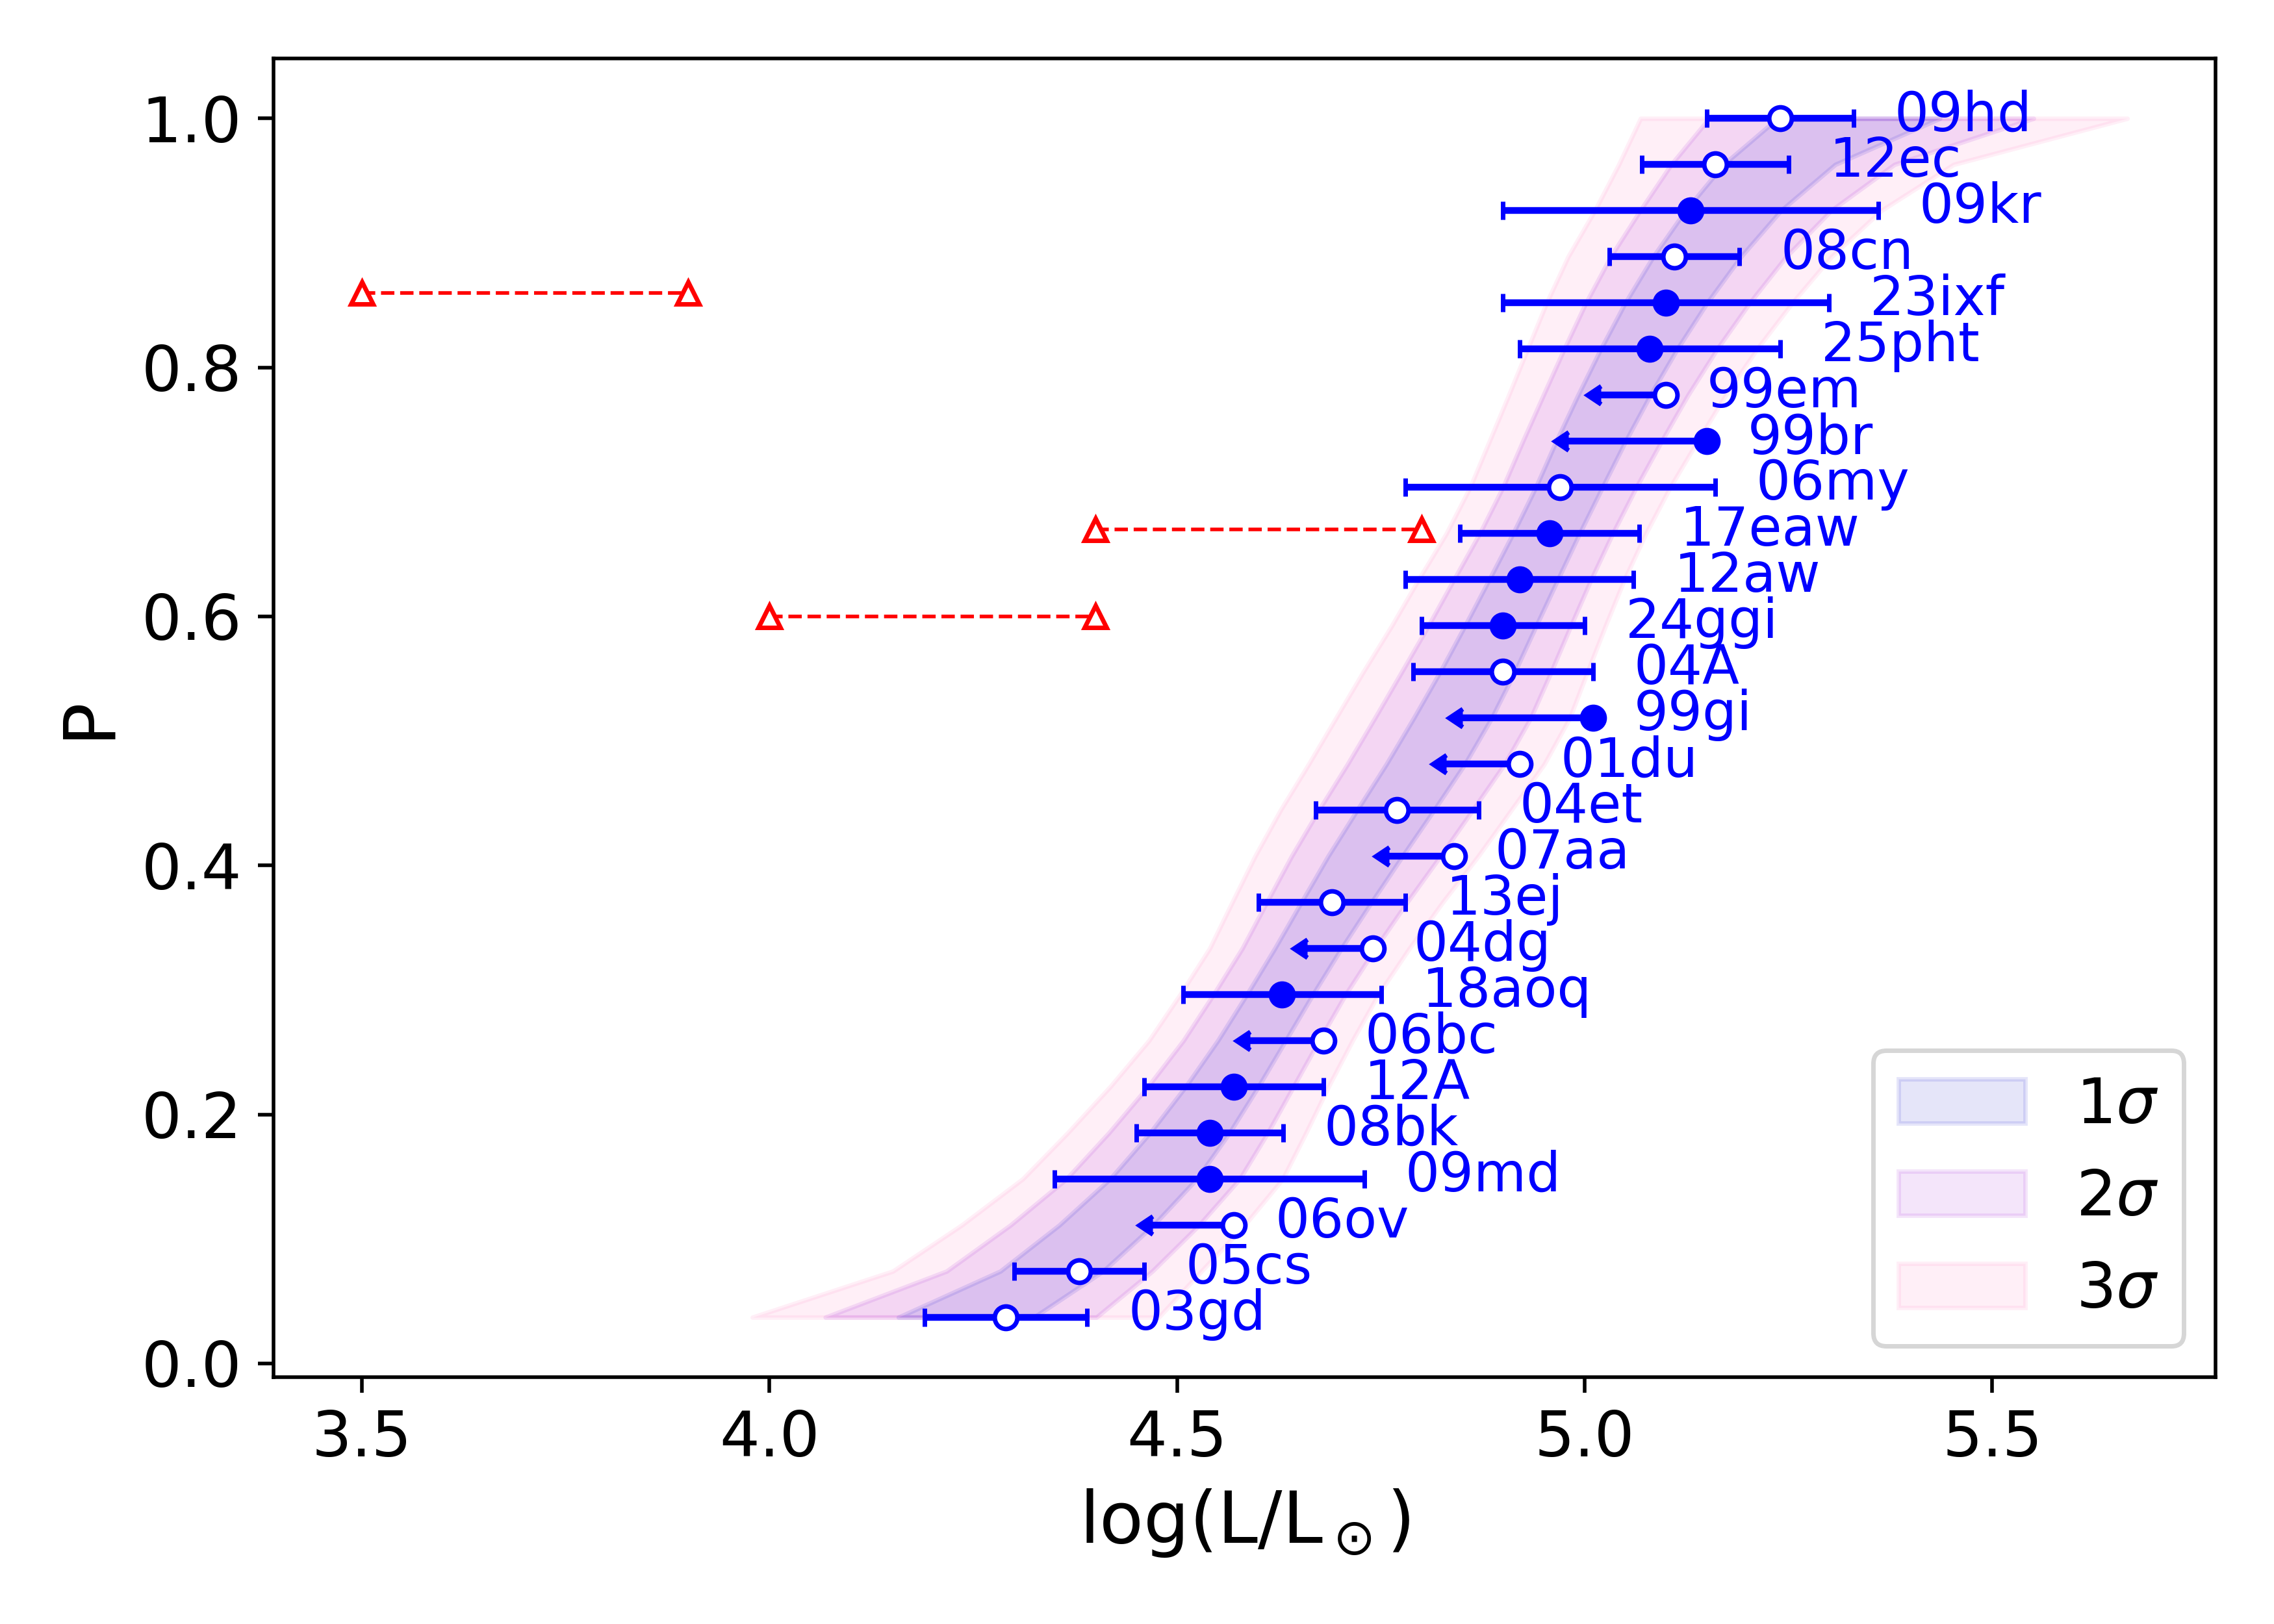 1.0
0.8
0.6
0.4
0.2
0.0
P
09hd
12ec
09kr
08cn
23ixf
25pht
99em
99br
06my
17eaw
12aw
24ggi
04A
99gi
01du
04et
07aa
13ej
04dg
18aoq
06bc
12A
08bk
09md
06ov
05cs
03gd
1σ
2σ
3σ
3.5 4.0 4.5 5.0 5.5
log(L/L⊙)